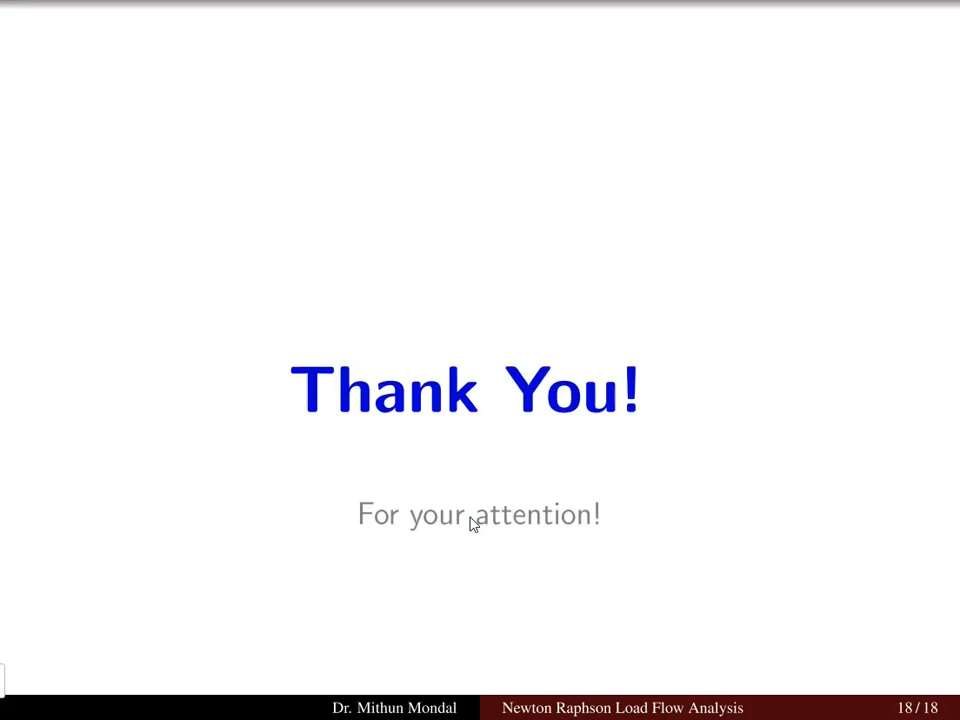 Thank You!
For your attention!
Dr. Mithun Mondal
Newton Raphson Load Flow Analysis
18 / 18